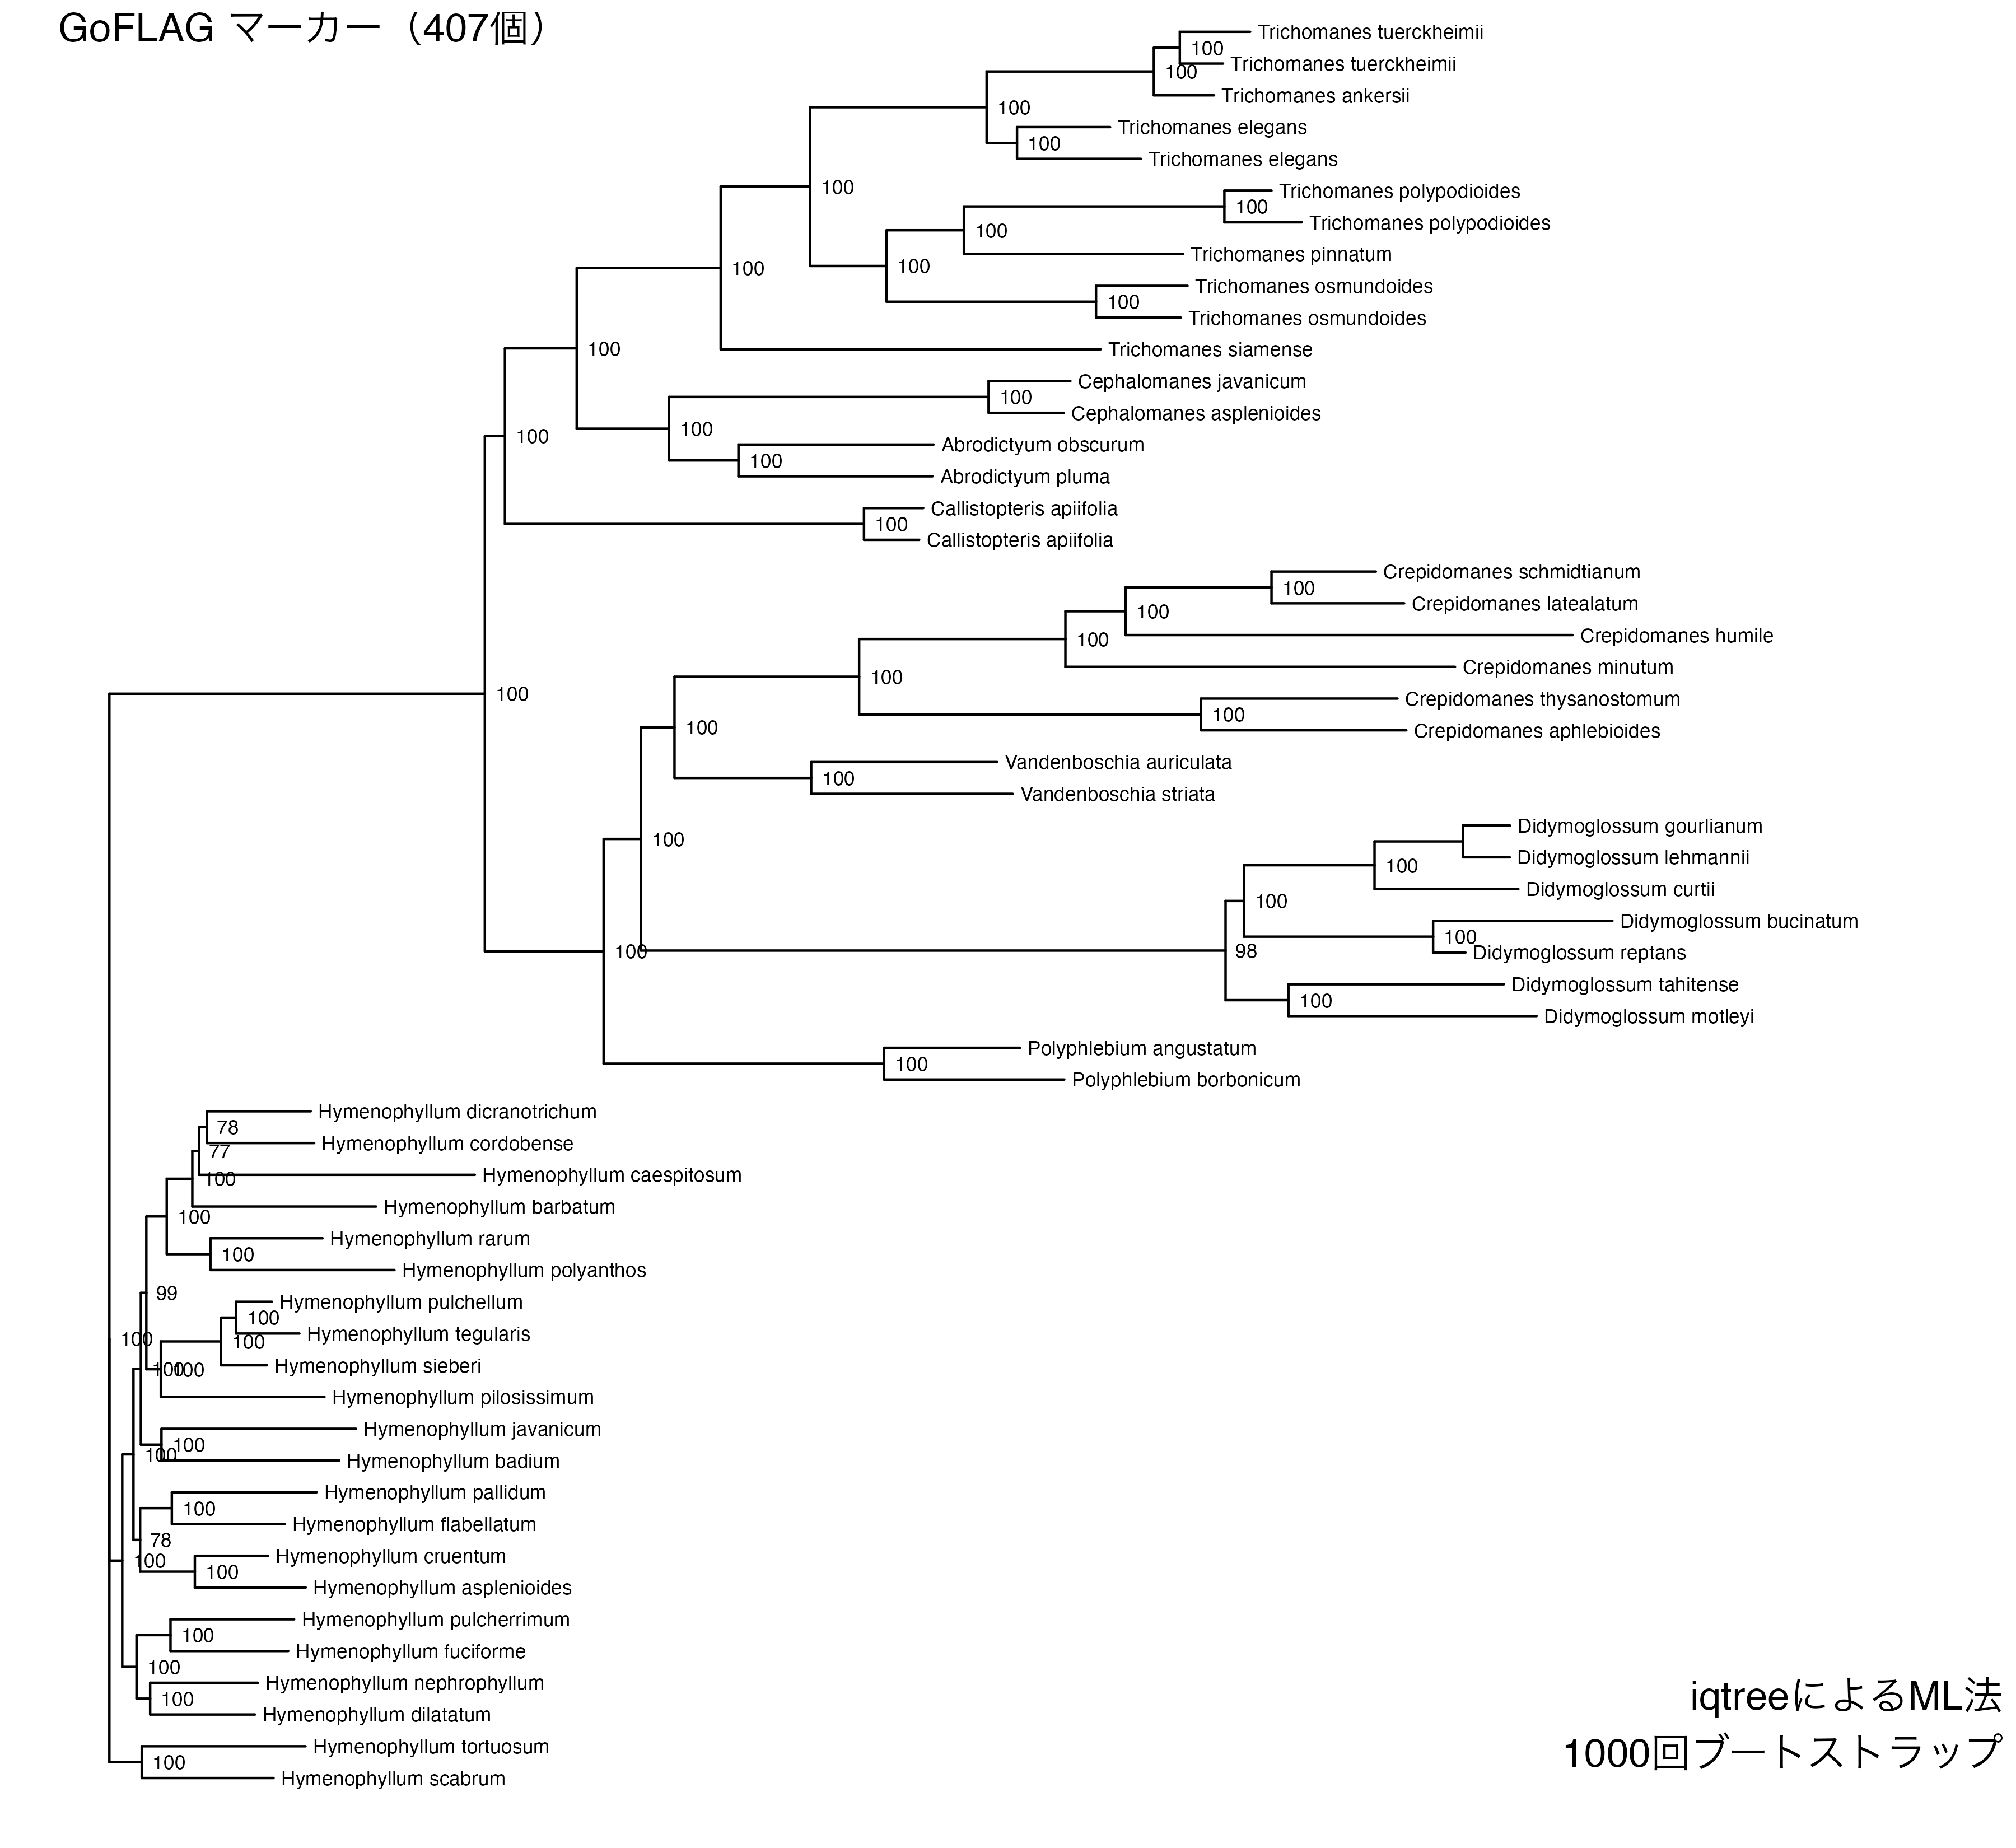 GoFLAG マーカー（407個）
Trichomanes tuerckheimii
100
Trichomanes tuerckheimii
100
Trichomanes ankersii
100
Trichomanes elegans
100
Trichomanes elegans
100
Trichomanes polypodioides
100
Trichomanes polypodioides
100
Trichomanes pinnatum
100
Trichomanes osmundoides
100
100
Trichomanes osmundoides
Trichomanes siamense
100
Cephalomanes javanicum
100
Cephalomanes asplenioides
100
100
Abrodictyum obscurum
100
Abrodictyum pluma
Callistopteris apiifolia
100
Callistopteris apiifolia
Crepidomanes schmidtianum
100
Crepidomanes latealatum
100
Crepidomanes humile
100
Crepidomanes minutum
100
100
Crepidomanes thysanostomum
100
100
Crepidomanes aphlebioides
Vandenboschia auriculata
100
Vandenboschia striata
Didymoglossum gourlianum
100
Didymoglossum lehmannii
100
Didymoglossum curtii
100
Didymoglossum bucinatum
100
Didymoglossum reptans
100
98
Didymoglossum tahitense
100
Didymoglossum motleyi
Polyphlebium angustatum
100
Polyphlebium borbonicum
Hymenophyllum dicranotrichum
78
Hymenophyllum cordobense
77
Hymenophyllum caespitosum
100
Hymenophyllum barbatum
100
Hymenophyllum rarum
100
Hymenophyllum polyanthos
99
Hymenophyllum pulchellum
100
Hymenophyllum tegularis
100
100
Hymenophyllum sieberi
100
100
Hymenophyllum pilosissimum
Hymenophyllum javanicum
100
100
Hymenophyllum badium
Hymenophyllum pallidum
100
Hymenophyllum flabellatum
78
Hymenophyllum cruentum
100
100
Hymenophyllum asplenioides
Hymenophyllum pulcherrimum
100
Hymenophyllum fuciforme
100
Hymenophyllum nephrophyllum
100
Hymenophyllum dilatatum
Hymenophyllum tortuosum
100
Hymenophyllum scabrum
iqtreeによるML法
1000回ブートストラップ